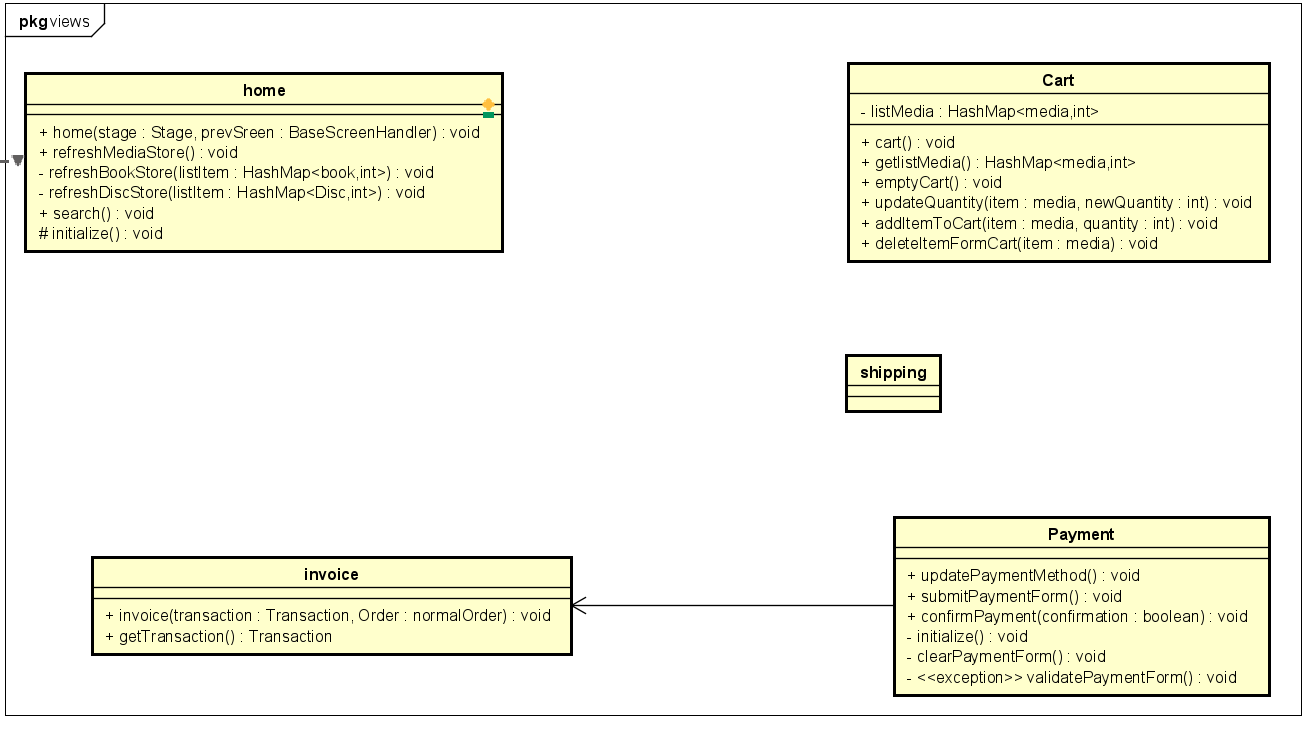 pkg views
home
+ home(stage : Stage, prevSreen : BaseScreenHandler) : void
+ refreshMediaStore() : void
- refreshBookStore(listItem : HashMap<book,int>) : void
- refreshDiscStore(listItem : HashMap<Disc,int>) : void
+ search() : void
# initialize() : void
Cart
- listMedia : HashMap<media,int>
+ cart() : void
+ getlistMedia() : HashMap<media,int>
+ emptyCart() : void
+ updateQuantity(item : media, newQuantity : int) : void
+ addItemToCart(item : media, quantity : int) : void
+ deleteItemFormCart(item : media) : void
shipping
invoice
+ invoice(transaction : Transaction, Order : normalOrder) : void
+ getTransaction() : Transaction
Payment
+ updatePaymentMethod() : void
+ submitPaymentForm() : void
+ confirmPayment(confirmation : boolean) : void
- initialize() : void
- clearPaymentForm() : void
- <<exception>> validatePaymentForm() : void